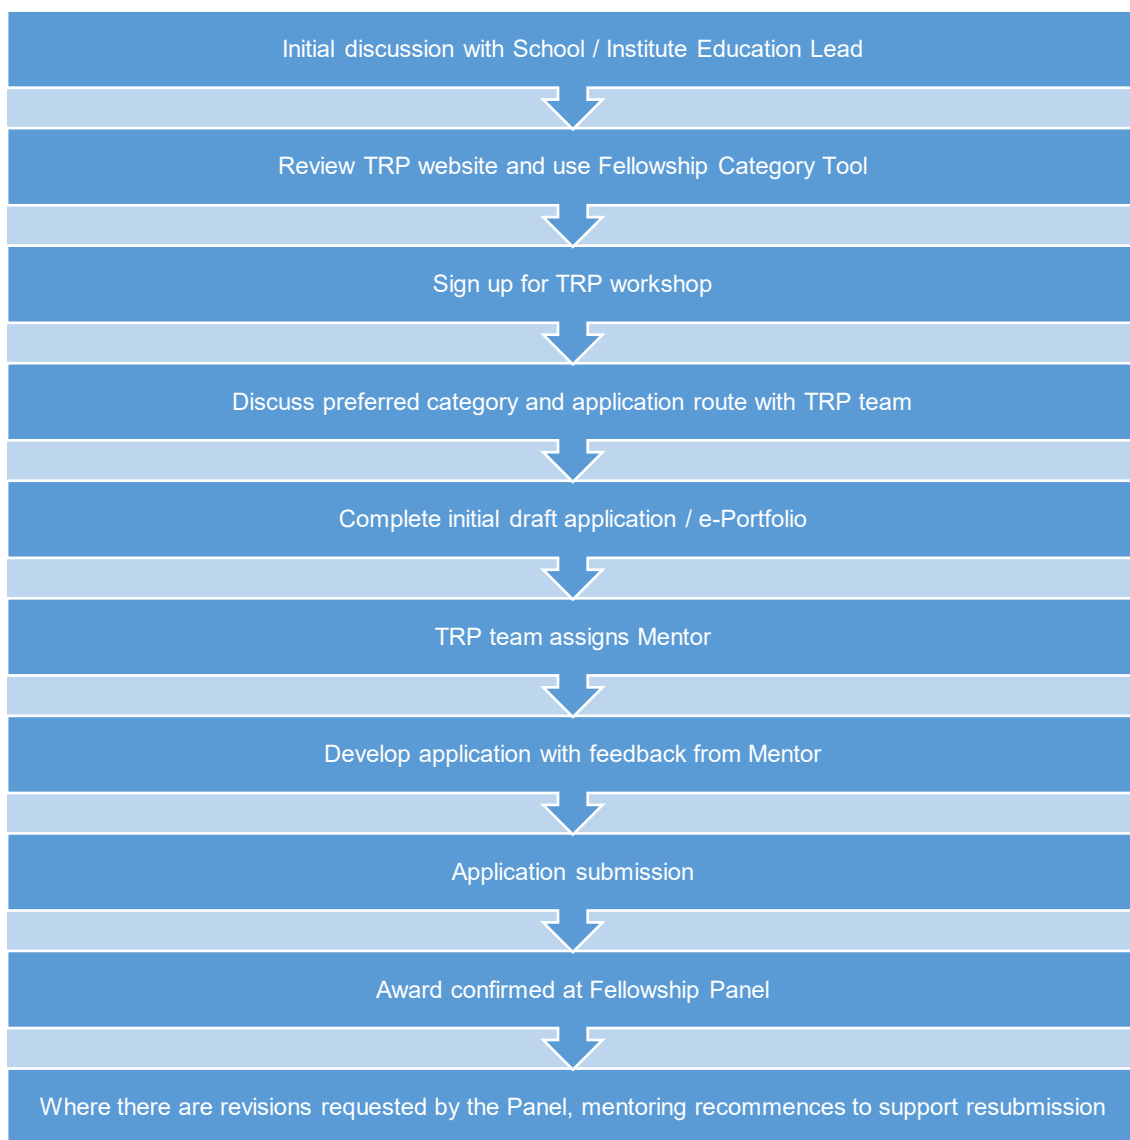 Initial discussion with School / Institute Education Lead
Review TRP website and use Fellowship Category Tool
Sign up for TRP workshop
Discuss preferred category and application route with TRP team
Complete initial draft application / e-Portfolio
TRP team assigns Mentor
Develop application with feedback from Mentor
Application submission
Award confirmed at Fellowship Panel
Where there are revisions requested by the Panel, mentoring recommences to support resubmission